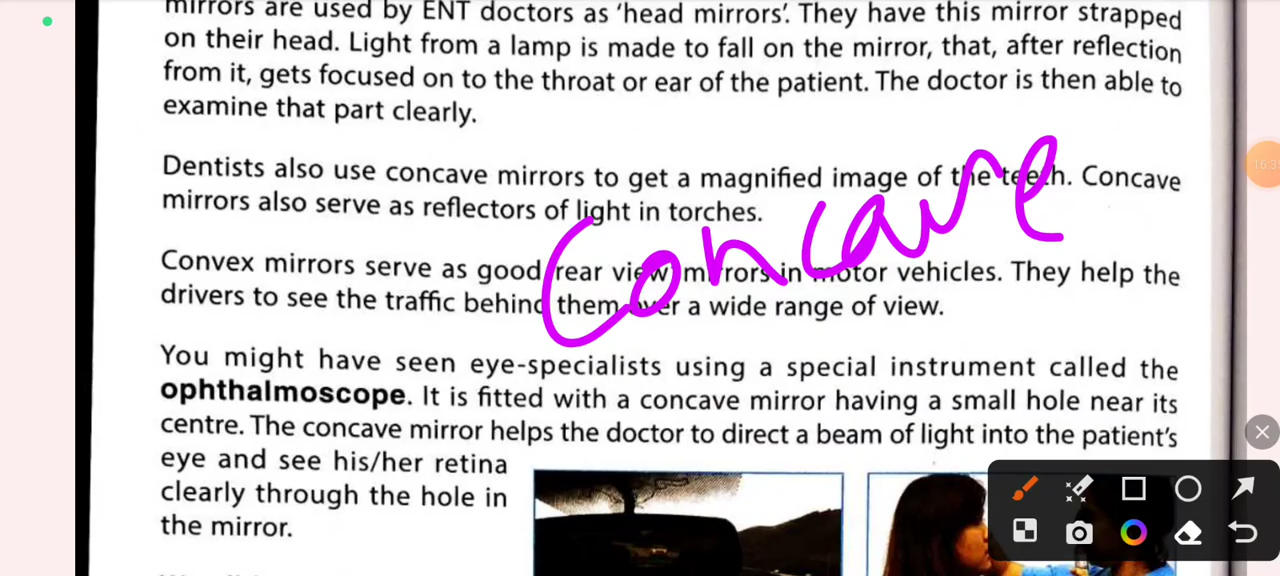 mirrors are used by ENT doctors as ‘head mirrors’. They have this mirror strapped
on their head. Light from a lamp is made to fall on the mirror, that, after reflection
from it, gets focused on to the throat or ear of the patient. The doctor is then able to
examine that part clearly.
Dentists also use concave mirrors to get a magnified image of the teeth. Concave
mirrors also serve as reflectors of light in torches.
Concave
Convex mirrors serve as good rear view mirrors in motor vehicles. They help the
drivers to see the traffic behind them over a wide range of view.
You might have seen eye-specialists using a special instrument called the
ophthalmoscope. It is fitted with a concave mirror having a small hole near its
centre. The concave mirror helps the doctor to direct a beam of light into the patient’s
eye and see his/her retina
clearly through the hole in
the mirror.